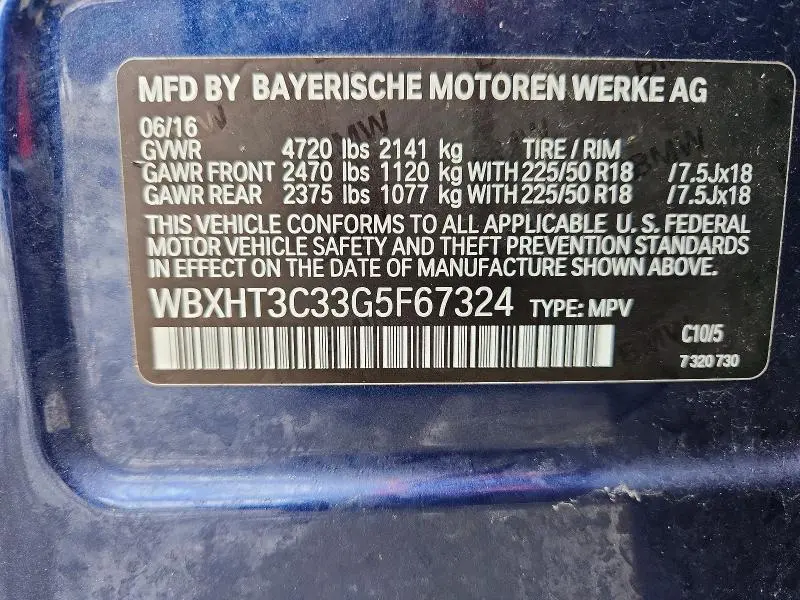 MFD BY BAYERISCHE MOTOREN WERKE AG
06/16
GVWR 4720 lbs 2141 kg TIRE / RIM
GAWR FRONT 2470 lbs 1120 kg WITH 225/50 R18 /7.5Jx18
GAWR REAR 2375 lbs 1077 kg WITH 225/50 R18 /7.5Jx18
THIS VEHICLE CONFORMS TO ALL APPLICABLE U. S. FEDERAL
MOTOR VEHICLE SAFETY AND THEFT PREVENTION STANDARDS
IN EFFECT ON THE DATE OF MANUFACTURE SHOWN ABOVE.
WBXHT3C33G5F67324 TYPE: MPV
C10/5
7 320 730